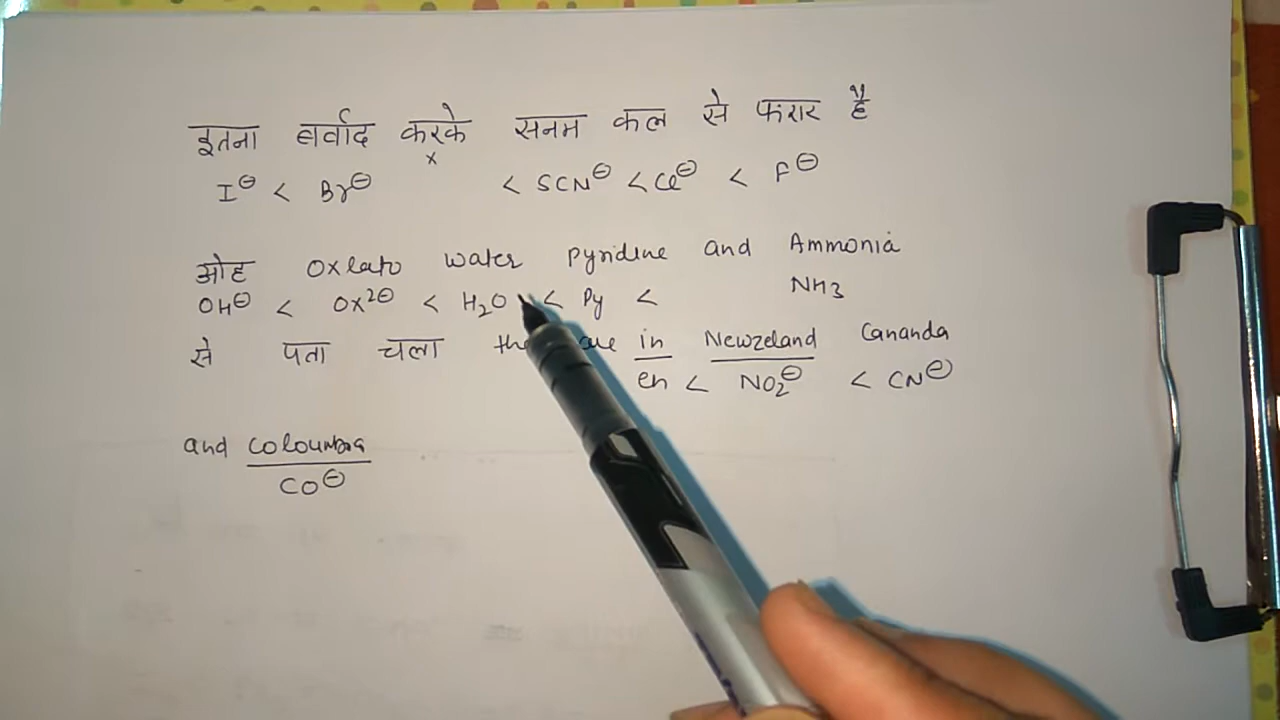 इतना बर्वाद करके सनम कल से फरार है
x
I⊖ < Br⊖ < SCN⊖ < Cl⊖ < F⊖
ओह Oxlato water pyridine and Ammonia
OH⊖ < OX2⊖ < H2O < Py < NH3
से पता चला in Newzeland Cananda
en < NO2⊖ < CN⊖
and Coloumbia
CO⊖